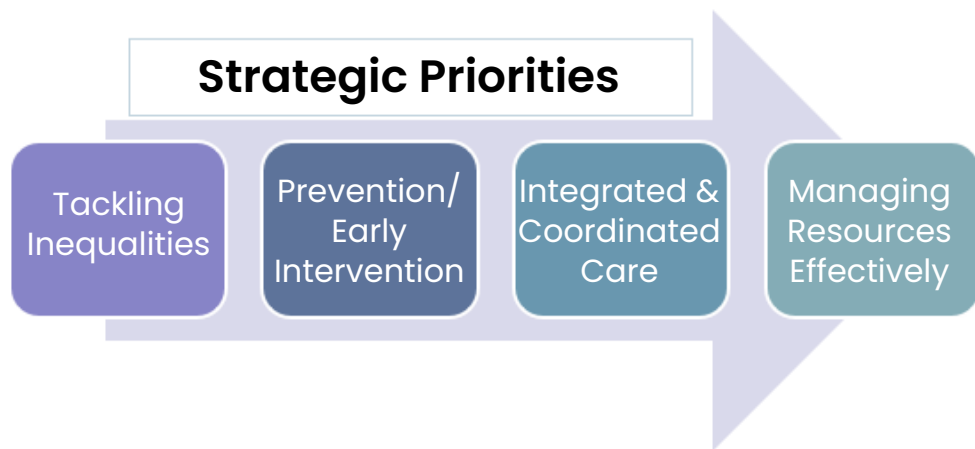 Strategic Priorities
Tackling
Inequalities
Prevention/
Early
Intervention
Integrated &
Coordinated
Care
Managing
Resources
Effectively